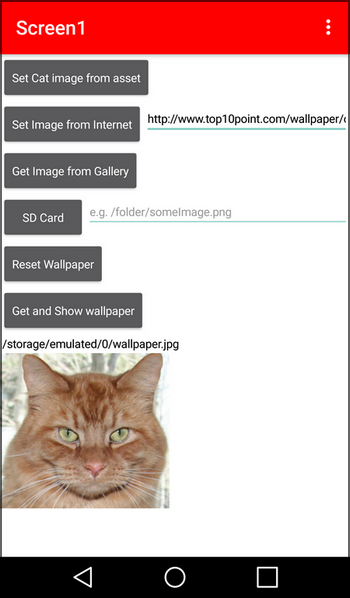 Screen1
Set Cat image from asset
Set Image from Internet http://www.top10point.com/wallpaper/
Get Image from Gallery
SD Card e.g. /folder/someImage.png
Reset Wallpaper
Get and Show wallpaper
/storage/emulated/0/wallpaper.jpg